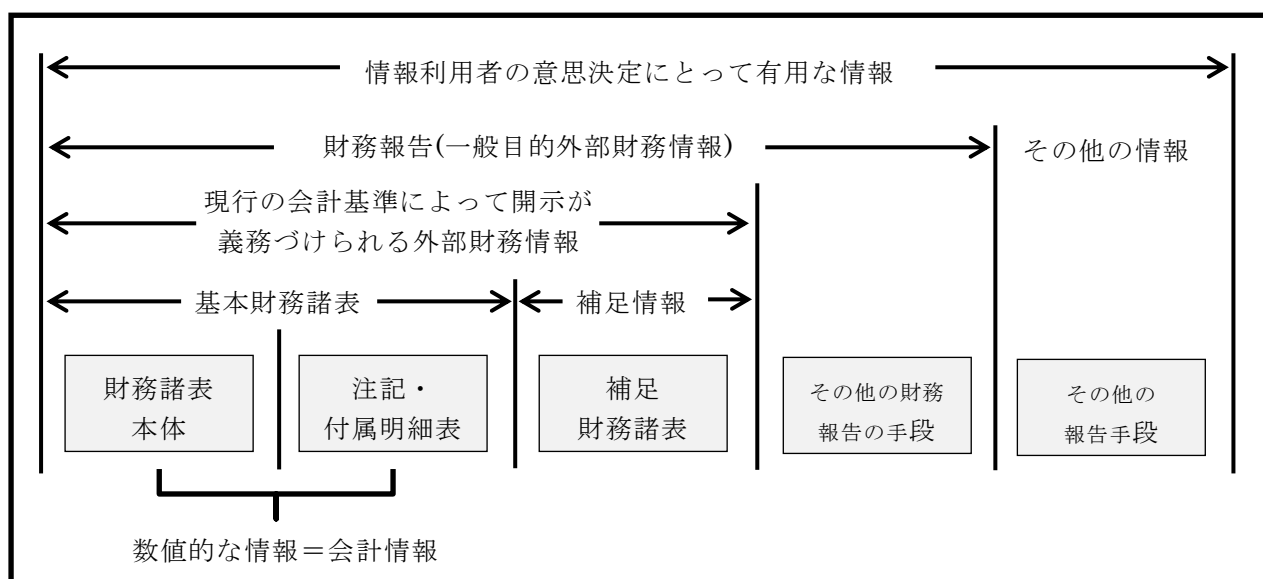 情報利用者の意思決定にとって有用な情報
財務報告(一般目的外部財務情報)
その他の情報
現行の会計基準によって開示が
義務づけられる外部財務情報
基本財務諸表
補足情報
財務諸表
本体
注記・
付属明細表
補足
財務諸表
その他の財務
報告の手段
その他の
報告手段
数値的な情報＝会計情報